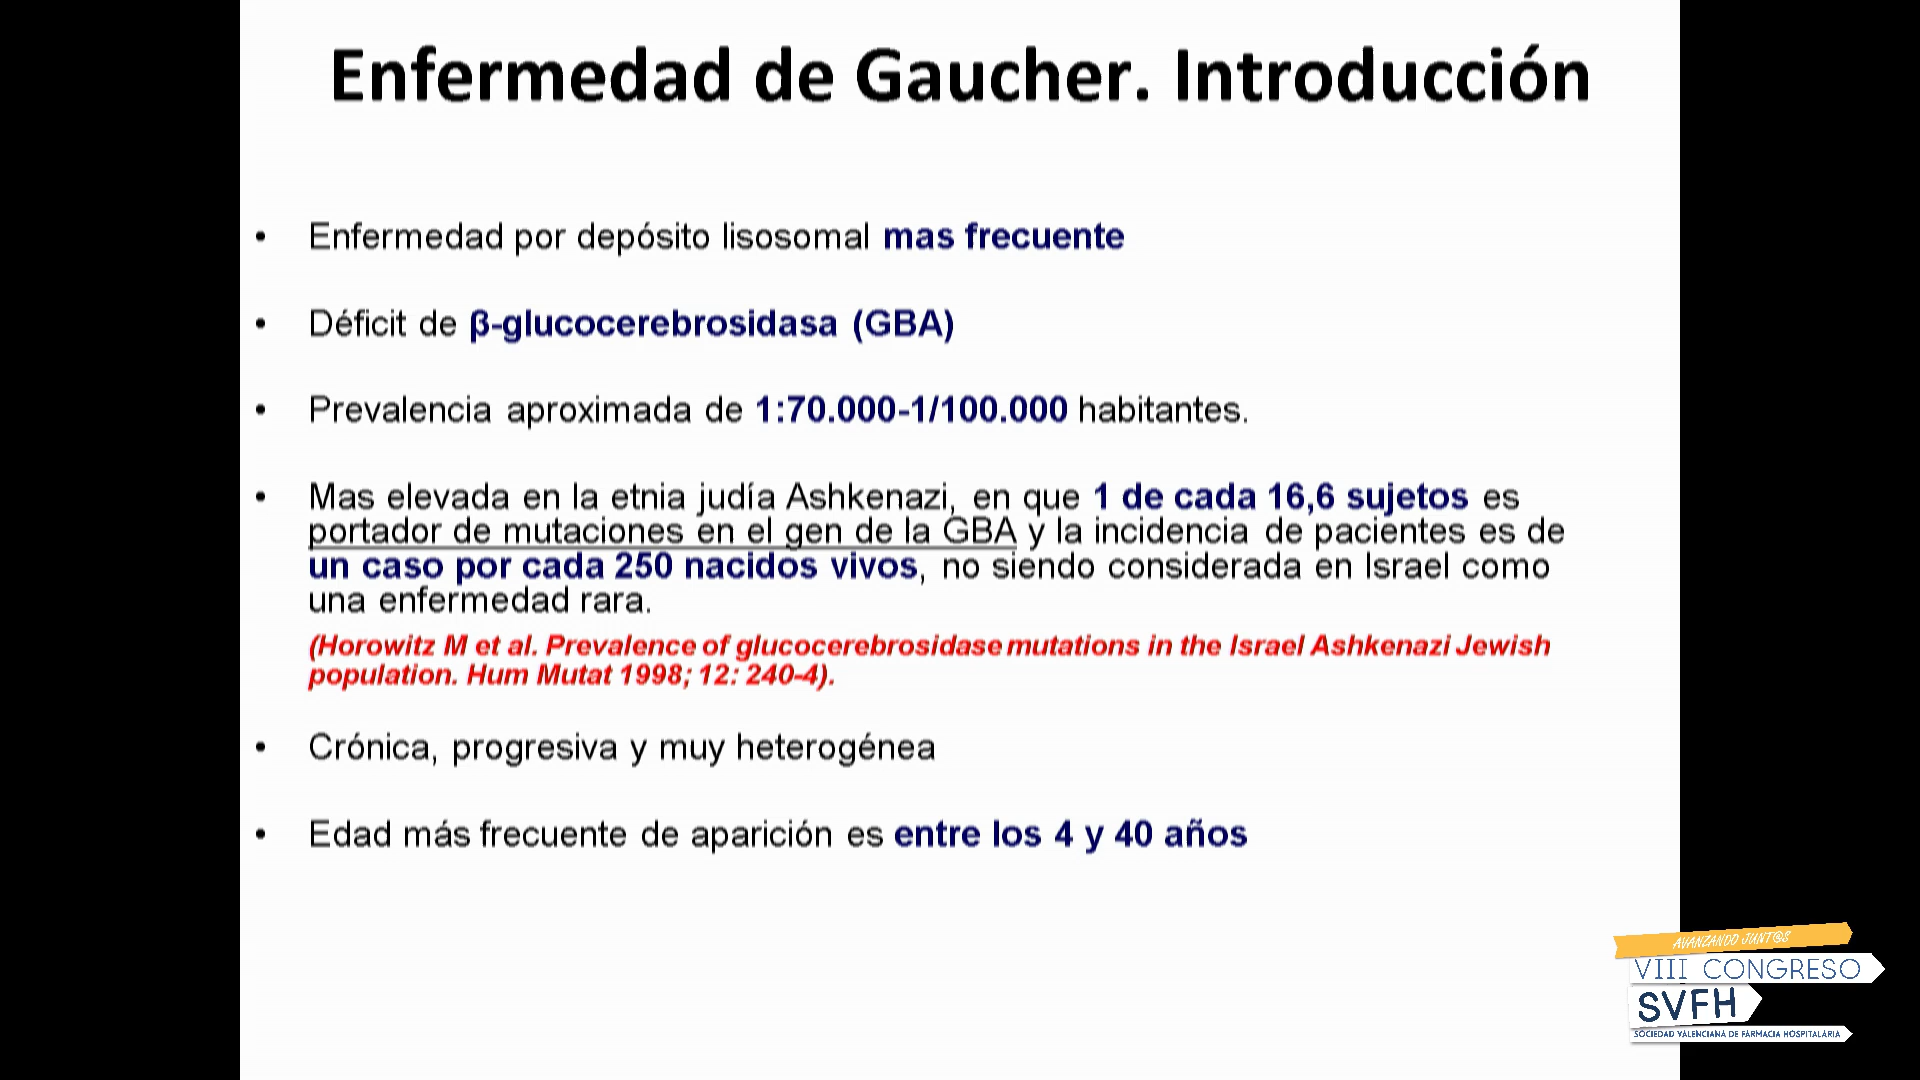 Enfermedad de Gaucher. Introducción
• Enfermedad por depósito lisosomal mas frecuente
• Déficit de β-glucocerebrosidasa (GBA)
• Prevalencia aproximada de 1:70.000-1/100.000 habitantes.
• Mas elevada en la etnia judía Ashkenazi, en que 1 de cada 16,6 sujetos es
portador de mutaciones en el gen de la GBA y la incidencia de pacientes es de
un caso por cada 250 nacidos vivos, no siendo considerada en Israel como
una enfermedad rara.
(Horowitz M et al. Prevalence of glucocerebrosidase mutations in the Israel Ashkenazi Jewish
population. Hum Mutat 1998; 12: 240-4).
• Crónica, progresiva y muy heterogénea
• Edad más frecuente de aparición es entre los 4 y 40 años
AVANZANDO JUNT@S
VIII CONGRESO
SVFH
SOCIEDAD VALENCIANA DE FARMACIA HOSPITALARIA